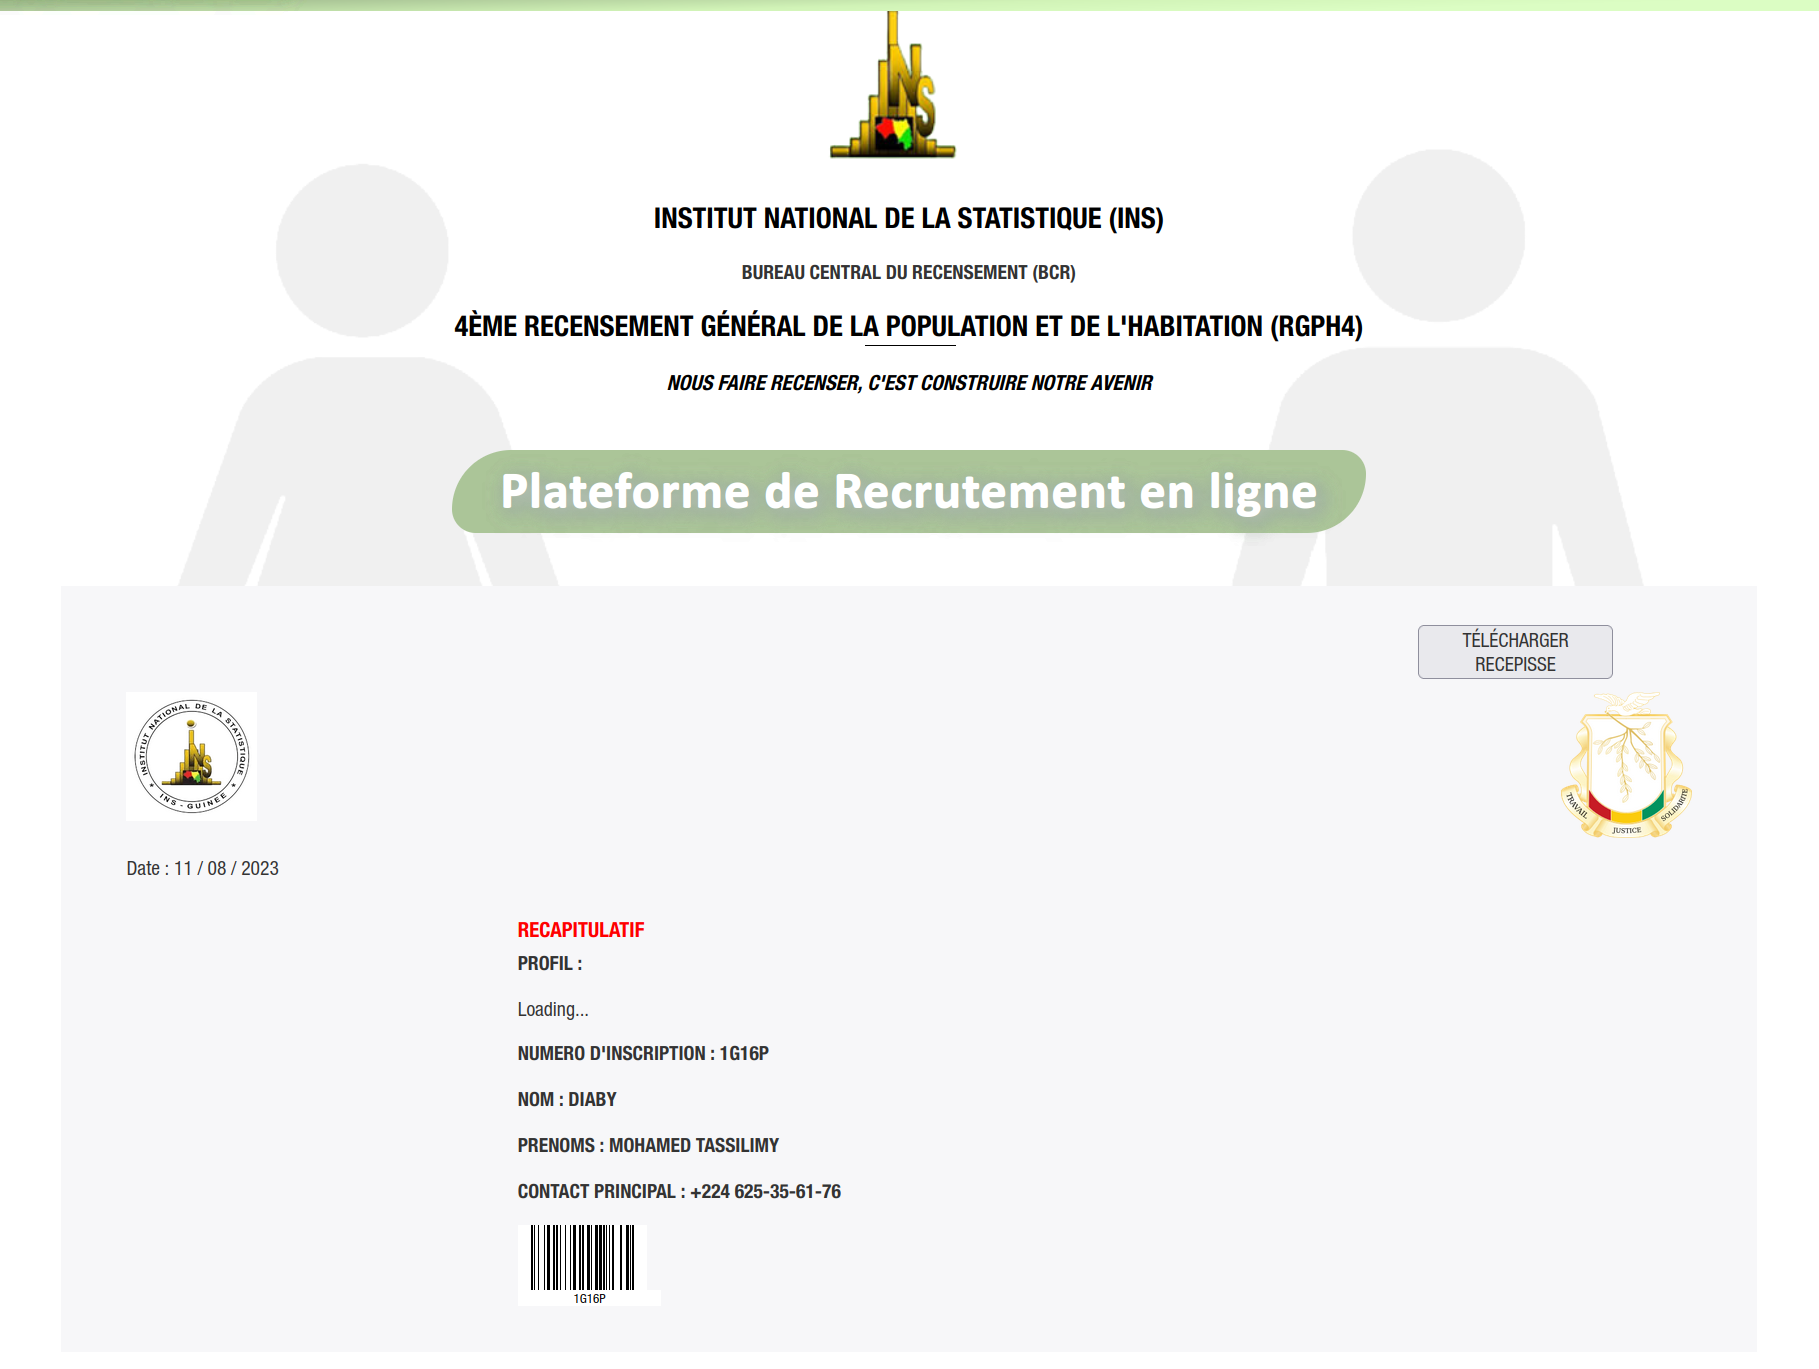 INS
INSTITUT NATIONAL DE LA STATISTIQUE (INS)
BUREAU CENTRAL DU RECENSEMENT (BCR)
4ÈME RECENSEMENT GÉNÉRAL DE LA POPULATION ET DE L'HABITATION (RGPH4)
NOUS FAIRE RECENSER, C'EST CONSTRUIRE NOTRE AVENIR
Plateforme de Recrutement en ligne
TÉLÉCHARGER
RECEPISSE
INSTITUT NATIONAL DE LA STATISTIQUE
INS
INS - GUINEE
TRAVAIL
JUSTICE
SOLIDARITE
Date : 11 / 08 / 2023
RECAPITULATIF
PROFIL :
Loading...
NUMERO D'INSCRIPTION : 1G16P
NOM : DIABY
PRENOMS : MOHAMED TASSILIMY
CONTACT PRINCIPAL : +224 625-35-61-76
1G16P